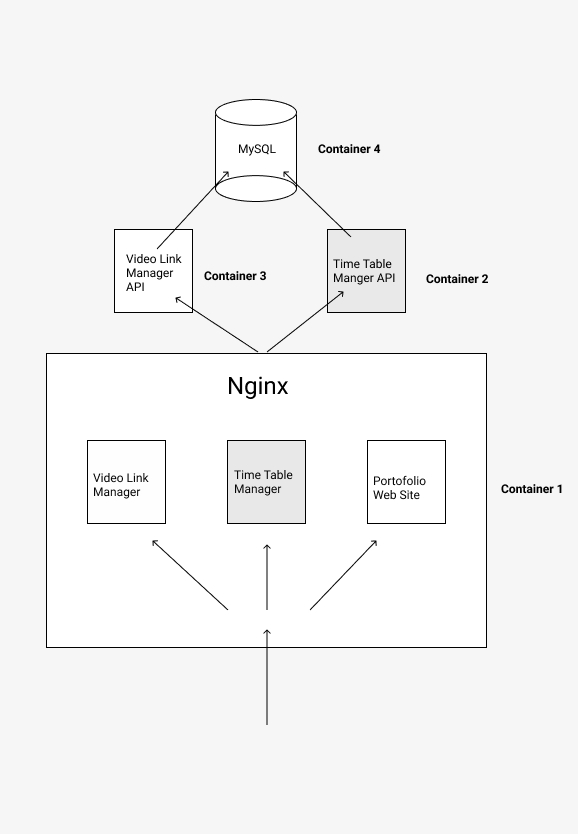 MySQL
Container 4
Video Link
Manager
API
Container 3
Time Table
Manger API
Container 2
Nginx
Video Link
Manager
Time Table
Manager
Portofolio
Web Site
Container 1